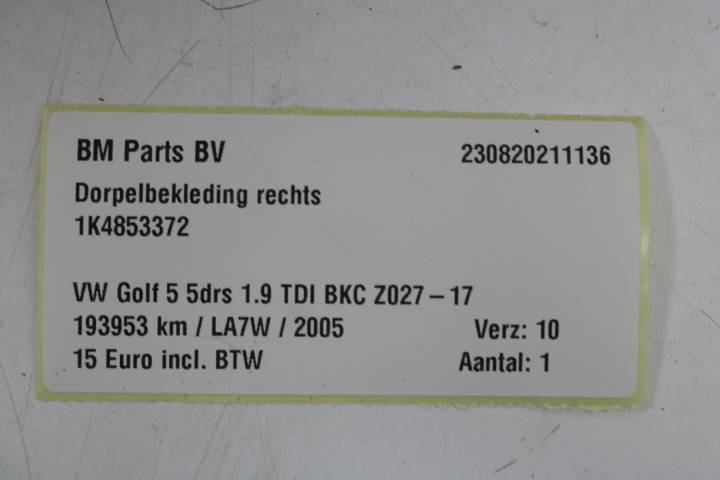 BM Parts BV 230820211136
Dorpelbekleding rechts
1K4853372
VW Golf 5 5drs 1.9 TDI BKC Z027 – 17
193953 km / LA7W / 2005 Verz: 10
15 Euro incl. BTW Aantal: 1